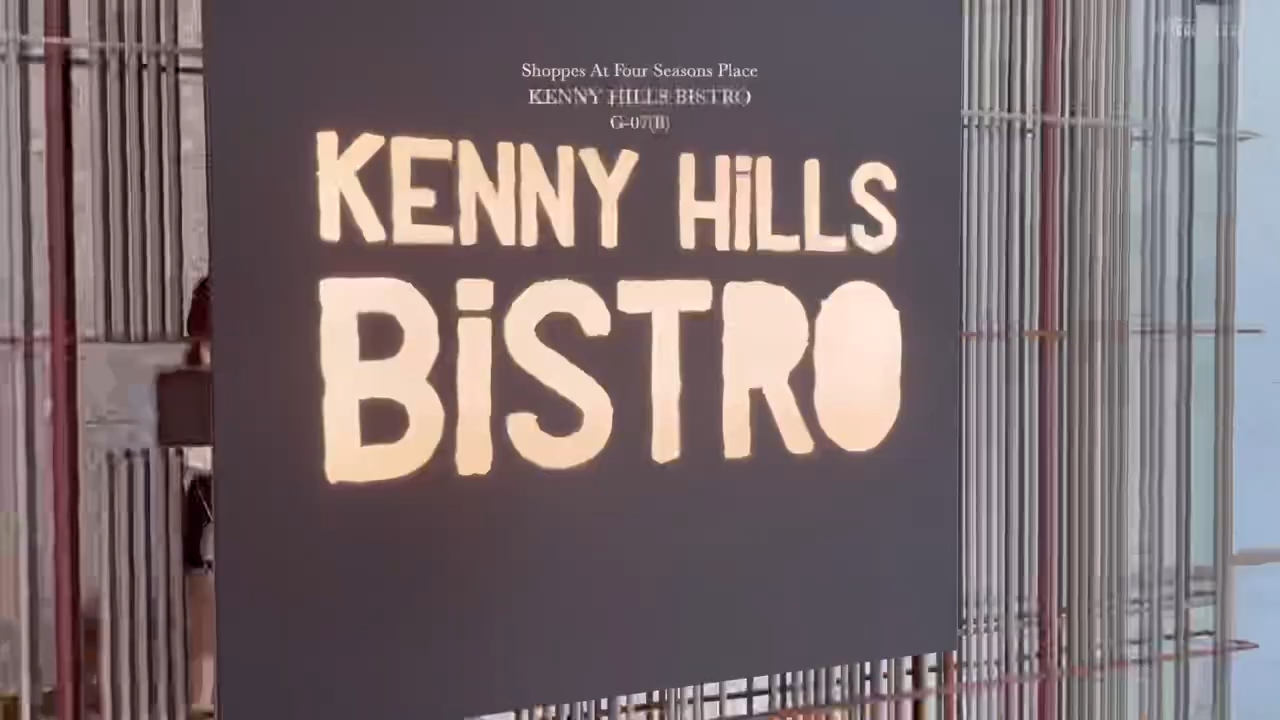 Shoppes At Four Seasons Place
KENNY HILLS BISTRO
G-07(B)
KENNY HiLLS
BiSTRO